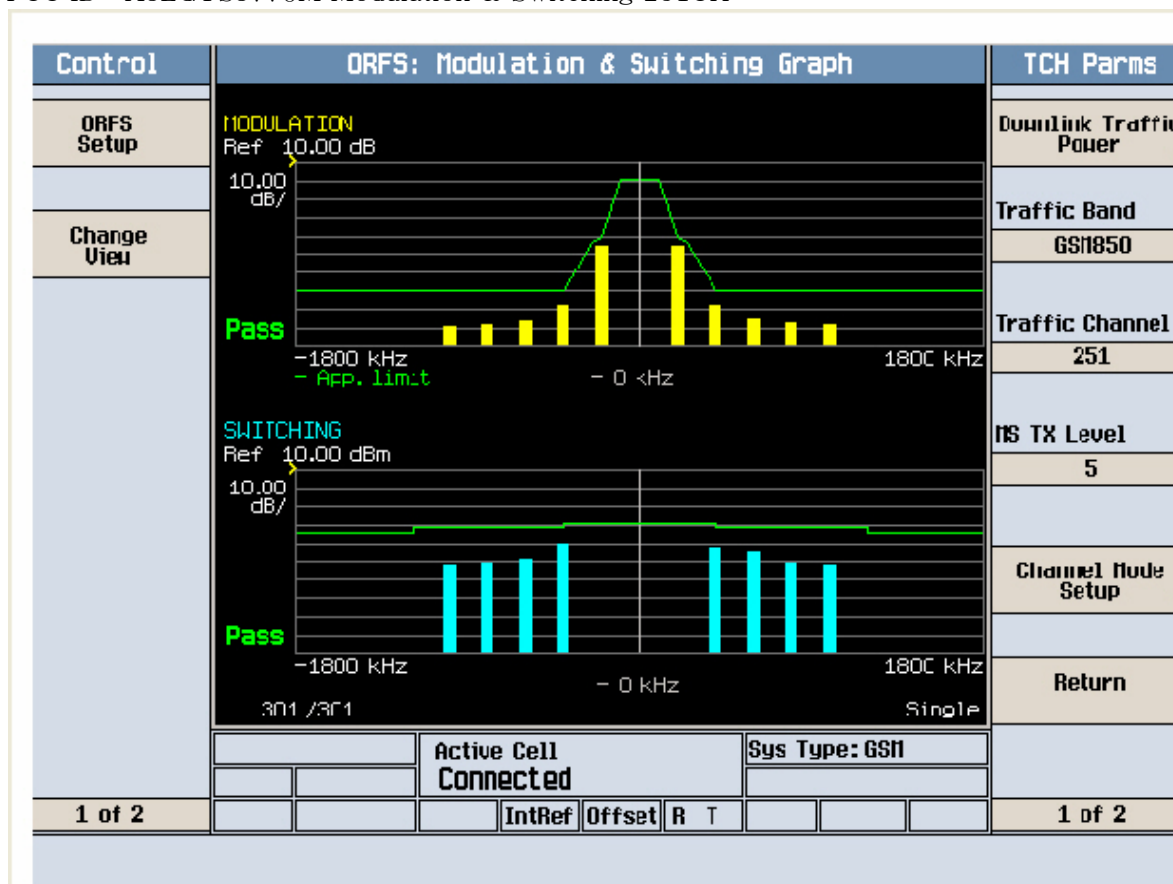 Control
ORFS: Modulation & Switching Graph
TCH Parms
ORFS
Setup
Change
View
1 of 2
MODULATION
Ref 10.00 dB
10.00
dB/
Pass
-1800 kHz
1800 kHz
- App. limit
- 0 kHz
SWITCHING
Ref 10.00 dBm
10.00
dB/
Pass
-1800 kHz
1800 kHz
- 0 kHz
301 /301
Single
Active Cell
Connected
Sys Type: GSM
IntRef
Offset
R T
Downlink Traffic
Power
Traffic Band
GSM850
Traffic Channel
251
MS TX Level
5
Channel Mode
Setup
Return
1 of 2